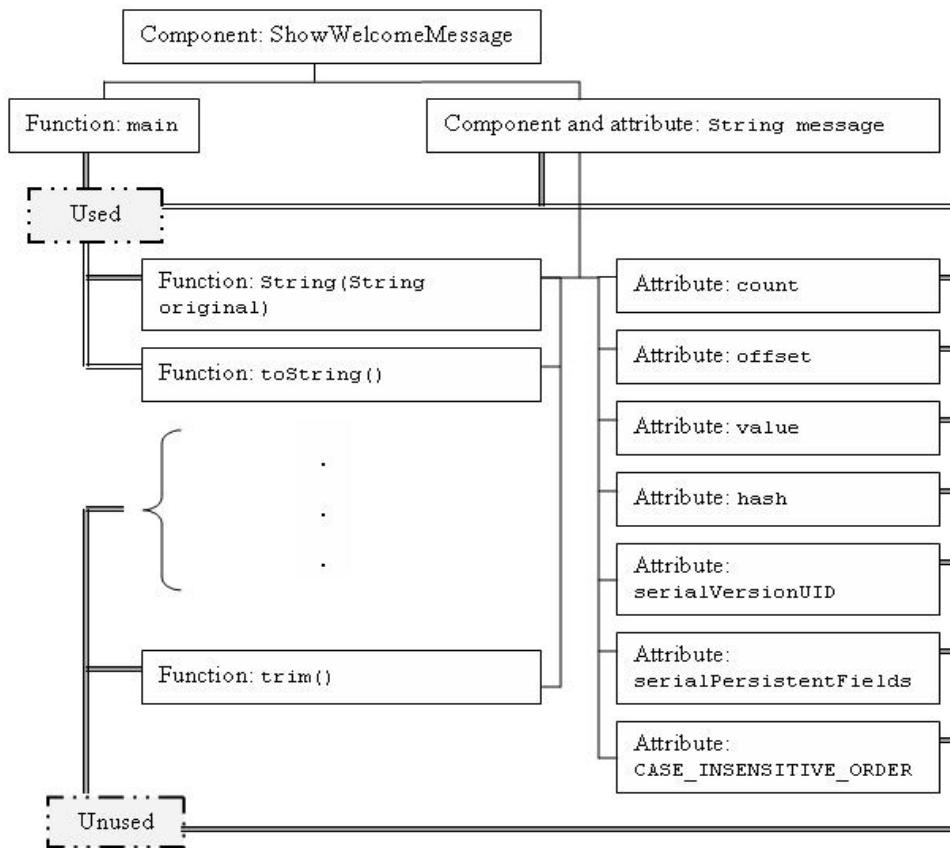 Component: ShowWelcomeMessage
Function: main
Component and attribute: String message
Used
Function: String(String
original)
Function: toString()
.
.
.
Function: trim()
Attribute: count
Attribute: offset
Attribute: value
Attribute: hash
Attribute:
serialVersionUID
Attribute:
serialPersistentFields
Attribute:
CASE_INSENSITIVE_ORDER
Unused